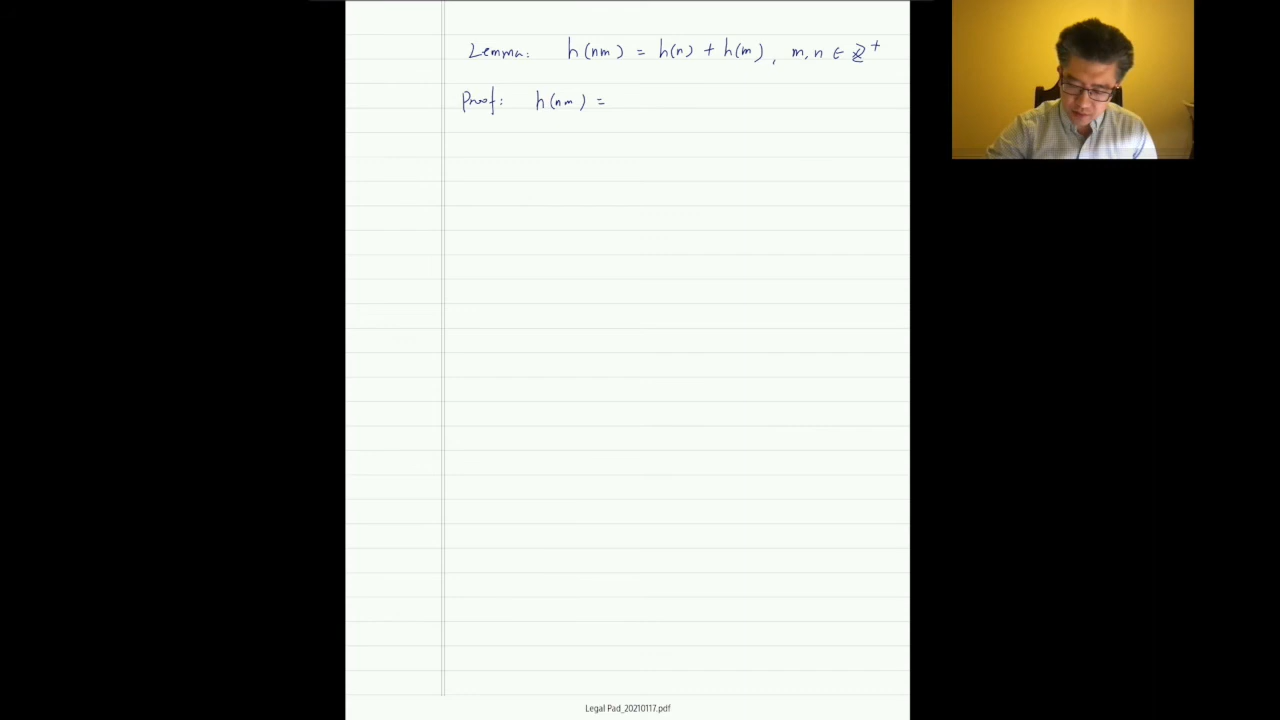 Lemma: h(nm) = h(n) + h(m), m, n ∈ ℤ⁺
Proof: h(nm) =
Legal Pad_20210117.pdf